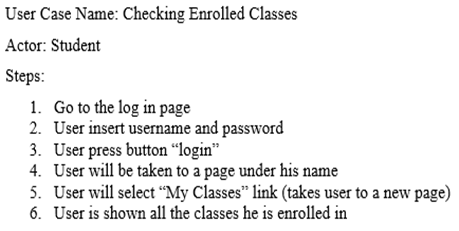 User Case Name: Checking Enrolled Classes
Actor: Student
Steps:
1. Go to the log in page
2. User insert username and password
3. User press button “login”
4. User will be taken to a page under his name
5. User will select “My Classes” link (takes user to a new page)
6. User is shown all the classes he is enrolled in